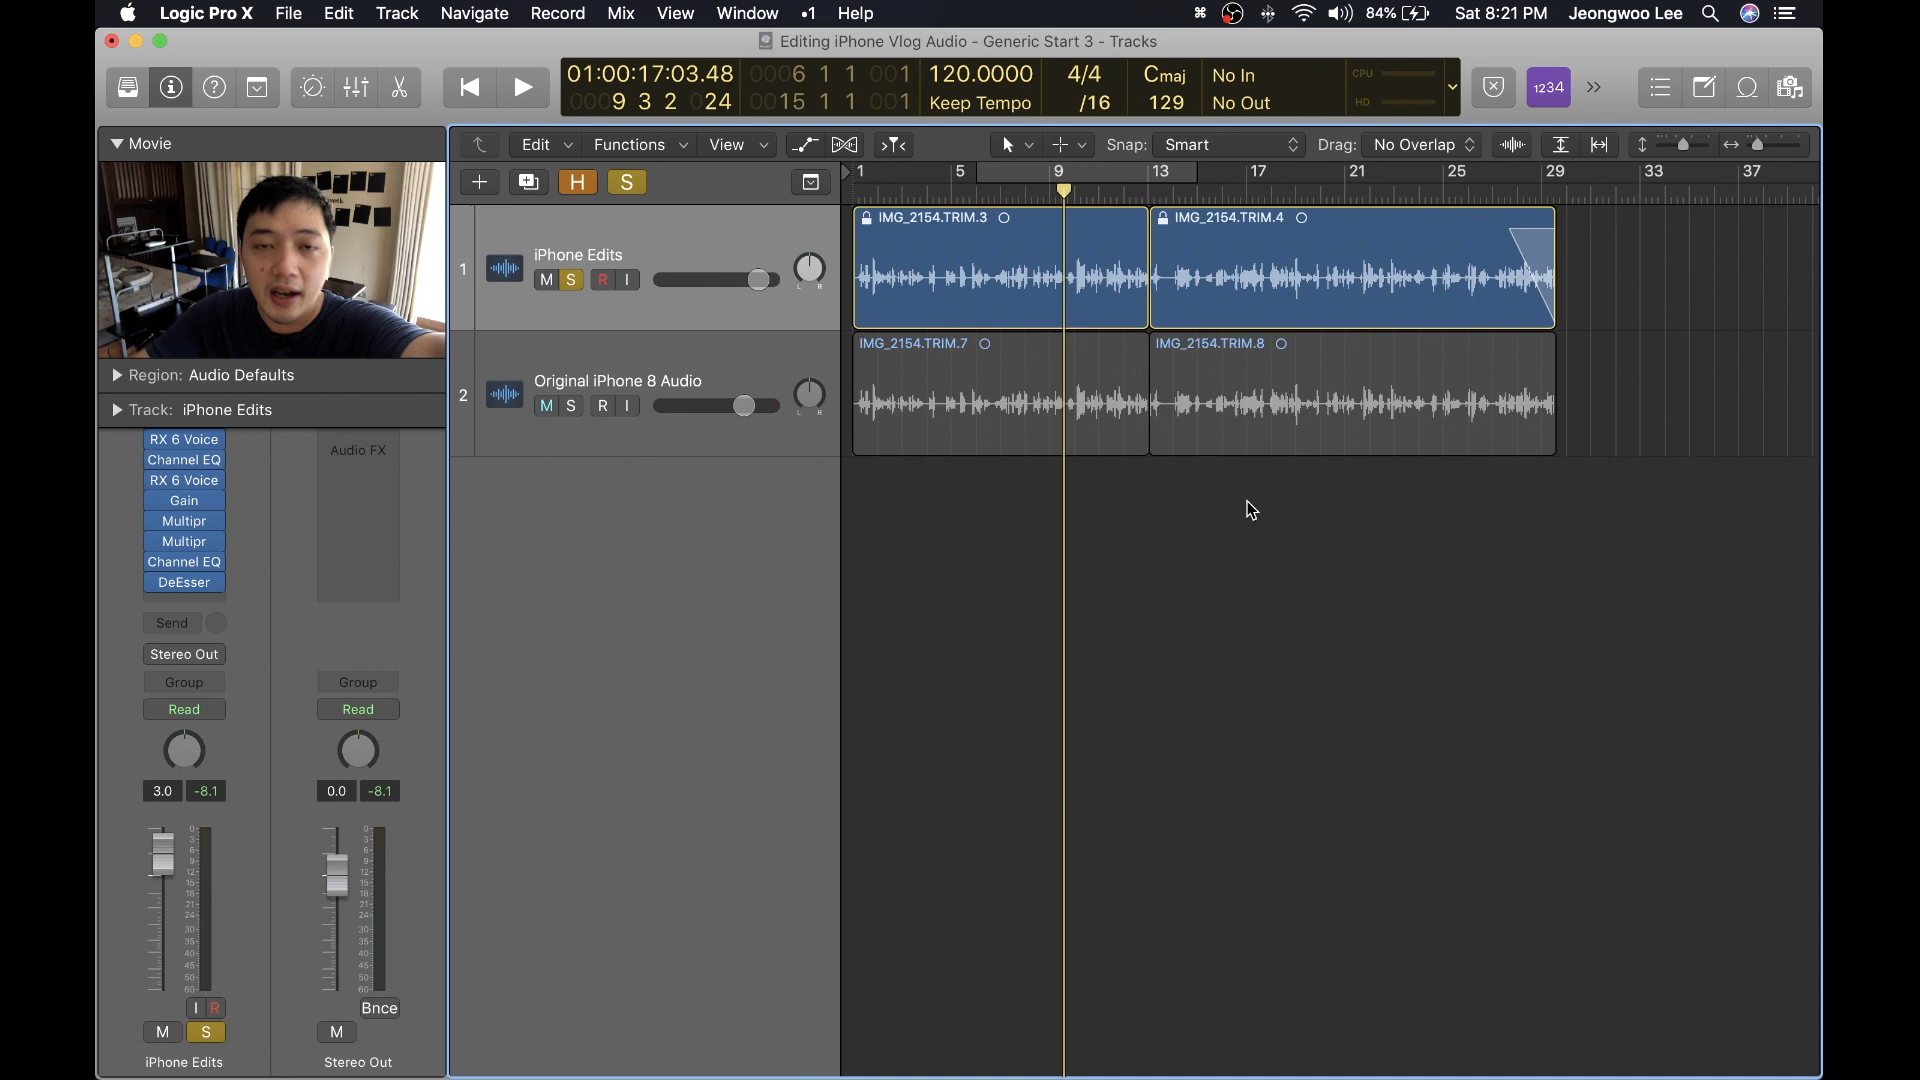 Logic Pro X File Edit Track Navigate Record Mix View Window •1 Help 84% Sat 8:21 PM Jeongwoo Lee
Editing iPhone Vlog Audio - Generic Start 3 - Tracks
01:00:17:03.48 0006 1 1 001 120.0000 4/4 Cmaj No In CPU
0009 3 2 024 0015 1 1 001 Keep Tempo /16 129 No Out HD
1234
Movie
Edit Functions View Snap: Smart Drag: No Overlap
H S
1 5 9 13 17 21 25 29 33 37
IMG_2154.TRIM.3 IMG_2154.TRIM.4
1 iPhone Edits
M S R I
L R
IMG_2154.TRIM.7 IMG_2154.TRIM.8
2 Original iPhone 8 Audio
M S R I
L R
week
Region: Audio Defaults
Track: iPhone Edits
RX 6 Voice
Channel EQ
RX 6 Voice
Gain
Multipr
Multipr
Channel EQ
DeEsser
Audio FX
Send
Stereo Out
Group Group
Read Read
3.0 -8.1 0.0 -8.1
0 0
3 3
6 6
9 9
12 12
15 15
18 18
21 21
24 24
30 30
35 35
40 40
45 45
50 50
60 60
I R Bnce
M S M
iPhone Edits Stereo Out